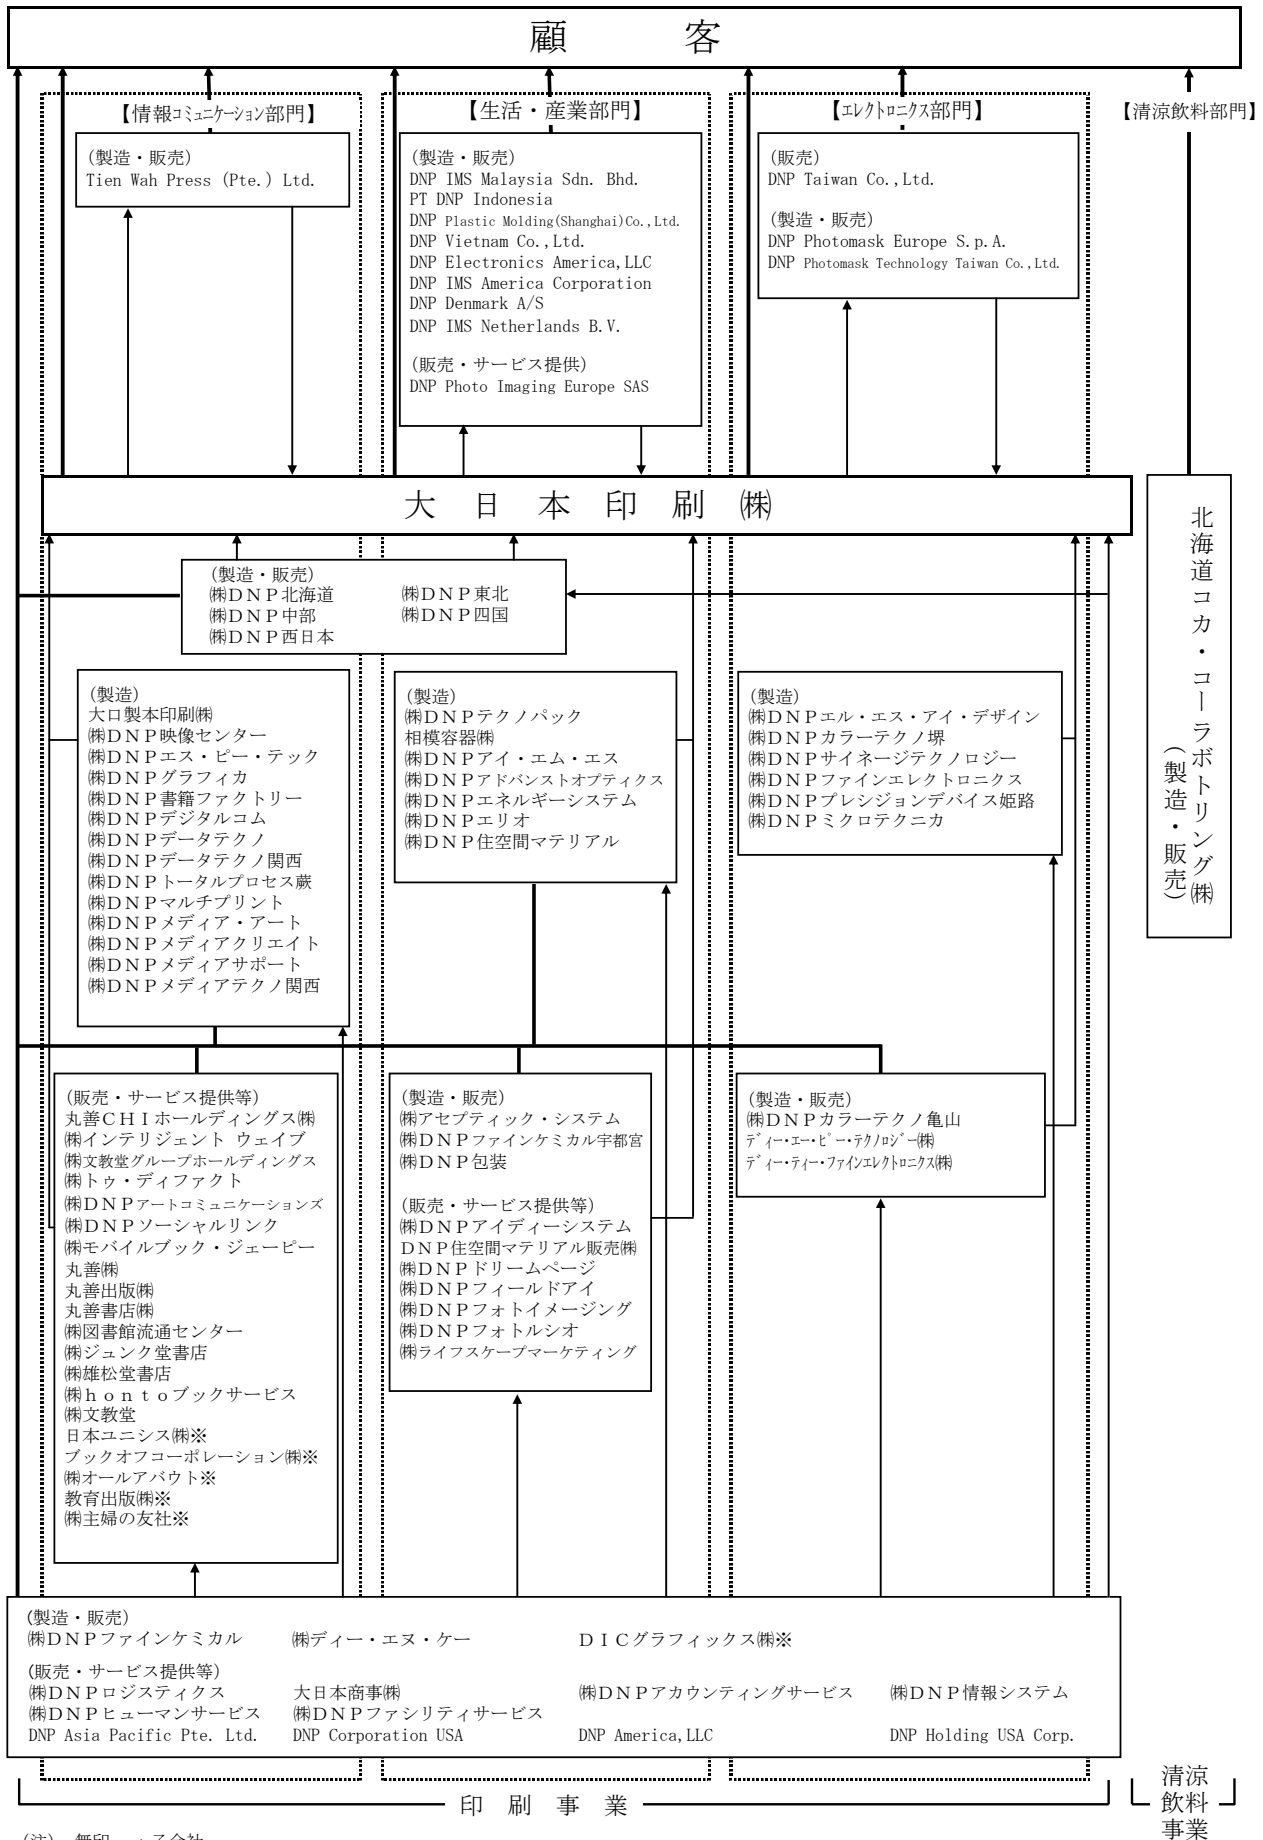 顧客
【情報ｺﾐｭﾆｹｰｼｮﾝ部門】
【生活・産業部門】
【ｴﾚｸﾄﾛﾆｸｽ部門】
【清涼飲料部門】
(製造・販売)
Tien Wah Press (Pte.) Ltd.
(製造・販売)
DNP IMS Malaysia Sdn. Bhd.
PT DNP Indonesia
DNP Plastic Molding(Shanghai)Co.,Ltd.
DNP Vietnam Co.,Ltd.
DNP Electronics America,LLC
DNP IMS America Corporation
DNP Denmark A/S
DNP IMS Netherlands B.V.
(販売・サービス提供)
DNP Photo Imaging Europe SAS
(販売)
DNP Taiwan Co.,Ltd.
(製造・販売)
DNP Photomask Europe S.p.A.
DNP Photomask Technology Taiwan Co.,Ltd.
大日本印刷㈱
北海道コカ・コーラボトリング㈱
(製造・販売)
(製造・販売)
㈱ＤＮＰ北海道 ㈱ＤＮＰ東北
㈱ＤＮＰ中部 ㈱ＤＮＰ四国
㈱ＤＮＰ西日本
(製造)
大口製本印刷㈱
㈱ＤＮＰ映像センター
㈱ＤＮＰエス・ピー・テック
㈱ＤＮＰグラフィカ
㈱ＤＮＰ書籍ファクトリー
㈱ＤＮＰデジタルコム
㈱ＤＮＰデータテクノ
㈱ＤＮＰデータテクノ関西
㈱ＤＮＰトータルプロセス蕨
㈱ＤＮＰマルチプリント
㈱ＤＮＰメディア・アート
㈱ＤＮＰメディアクリエイト
㈱ＤＮＰメディアサポート
㈱ＤＮＰメディアテクノ関西
(製造)
㈱ＤＮＰテクノパック
相模容器㈱
㈱ＤＮＰアイ・エム・エス
㈱ＤＮＰアドバンストオプティクス
㈱ＤＮＰエネルギーシステム
㈱ＤＮＰエリオ
㈱ＤＮＰ住空間マテリアル
(製造)
㈱ＤＮＰエル・エス・アイ・デザイン
㈱ＤＮＰカラーテクノ堺
㈱ＤＮＰサイネージテクノロジー
㈱ＤＮＰファインエレクトロニクス
㈱ＤＮＰプレシジョンデバイス姫路
㈱ＤＮＰミクロテクニカ
(販売・サービス提供等)
丸善ＣＨＩホールディングス㈱
㈱インテリジェント ウェイブ
㈱文教堂グループホールディングス
㈱トゥ・ディファクト
㈱ＤＮＰアートコミュニケーションズ
㈱ＤＮＰソーシャルリンク
㈱モバイルブック・ジェーピー
丸善㈱
丸善出版㈱
丸善書店㈱
㈱図書館流通センター
㈱ジュンク堂書店
㈱雄松堂書店
㈱ｈｏｎｔｏブックサービス
㈱文教堂
日本ユニシス㈱※
ブックオフコーポレーション㈱※
㈱オールアバウト※
教育出版㈱※
㈱主婦の友社※
(製造・販売)
㈱アセプティック・システム
㈱ＤＮＰファインケミカル宇都宮
㈱ＤＮＰ包装
(販売・サービス提供等)
㈱ＤＮＰアイディーシステム
ＤＮＰ住空間マテリアル販売㈱
㈱ＤＮＰドリームページ
㈱ＤＮＰフィールドアイ
㈱ＤＮＰフォトイメージング
㈱ＤＮＰフォトルシオ
㈱ライフスケープマーケティング
(製造・販売)
㈱ＤＮＰカラーテクノ亀山
ﾃﾞｨｰ・ｴｰ・ﾋﾟｰ・ﾃｸﾉﾛｼﾞｰ㈱
ﾃﾞｨｰ・ﾃｨｰ・ﾌｧｲﾝｴﾚｸﾄﾛﾆｸｽ㈱
(製造・販売)
㈱ＤＮＰファインケミカル ㈱ディー・エヌ・ケー ＤＩＣグラフィックス㈱※
(販売・サービス提供等)
㈱ＤＮＰロジスティクス 大日本商事㈱ ㈱ＤＮＰアカウンティングサービス ㈱ＤＮＰ情報システム
㈱ＤＮＰヒューマンサービス ㈱ＤＮＰファシリティサービス
DNP Asia Pacific Pte. Ltd. DNP Corporation USA DNP America,LLC DNP Holding USA Corp.
印刷事業
清涼
飲料
事業